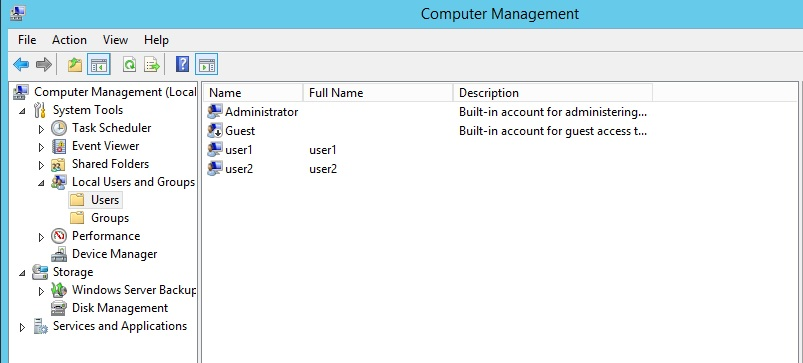 Computer Management
File Action View Help
Computer Management (Local
System Tools
Task Scheduler
Event Viewer
Shared Folders
Local Users and Groups
Users
Groups
Performance
Device Manager
Storage
Windows Server Backup
Disk Management
Services and Applications
Name Full Name Description
Administrator Built-in account for administering...
Guest Built-in account for guest access t...
user1 user1
user2 user2